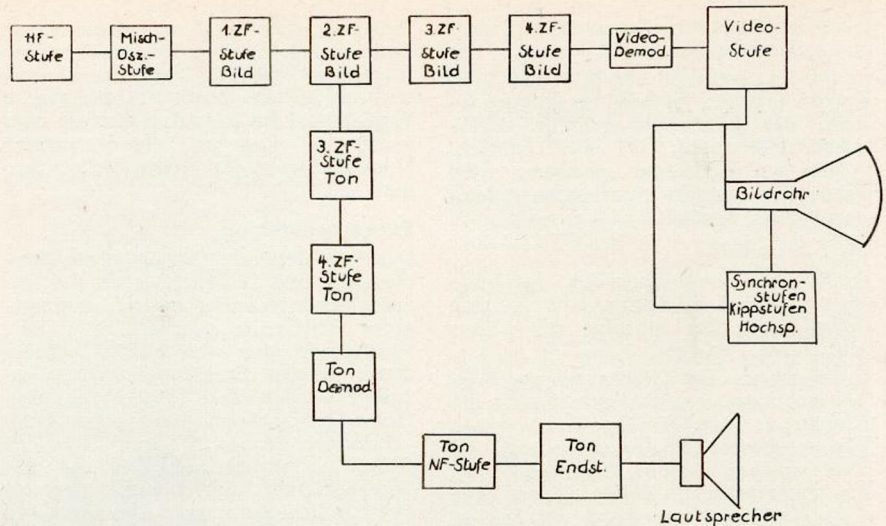 HF-
Stufe
Misch-
Osz.-
Stufe
1.ZF-
Stufe
Bild
2.ZF-
Stufe
Bild
3.ZF-
Stufe
Bild
4.ZF-
Stufe
Bild
Video-
Demod.
Video-
Stufe
3.ZF-
Stufe
Ton
Bildrohr
4.ZF-
Stufe
Ton
Synchron-
stufen
Kippstufen
Hochsp.
Ton
Demod.
Ton
NF-Stufe
Ton
Endst.
Lautsprecher